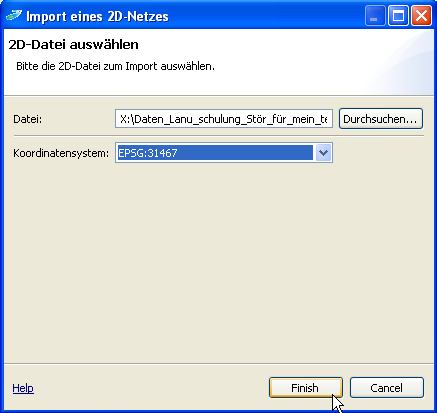 Import eines 2D-Netzes
2D-Datei auswählen
Bitte die 2D-Datei zum Import auswählen.
Datei: X:\Daten_Lanu_schulung_Stör_für_mein_te Durchsuchen...
Koordinatensystem: EPSG:31467
Help Finish Cancel